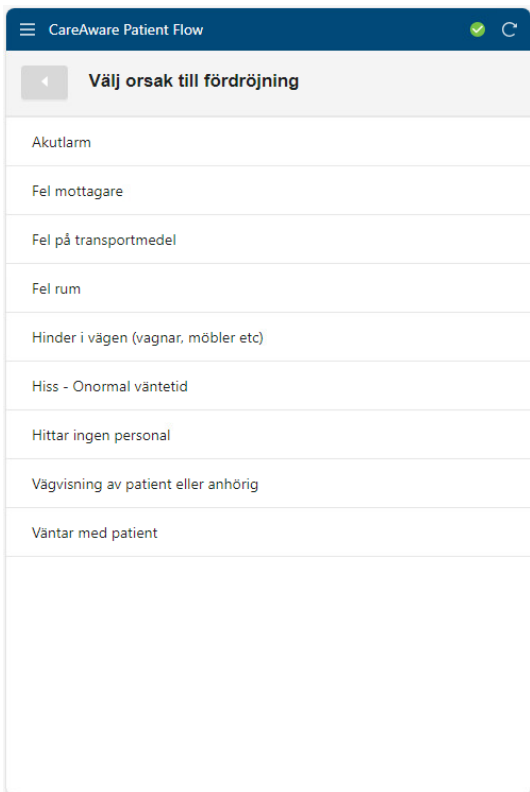 CareAware Patient Flow
Välj orsak till fördröjning
Akutlarm
Fel mottagare
Fel på transportmedel
Fel rum
Hinder i vägen (vagnar, möbler etc)
Hiss - Onormal väntetid
Hittar ingen personal
Vägvisning av patient eller anhörig
Väntar med patient